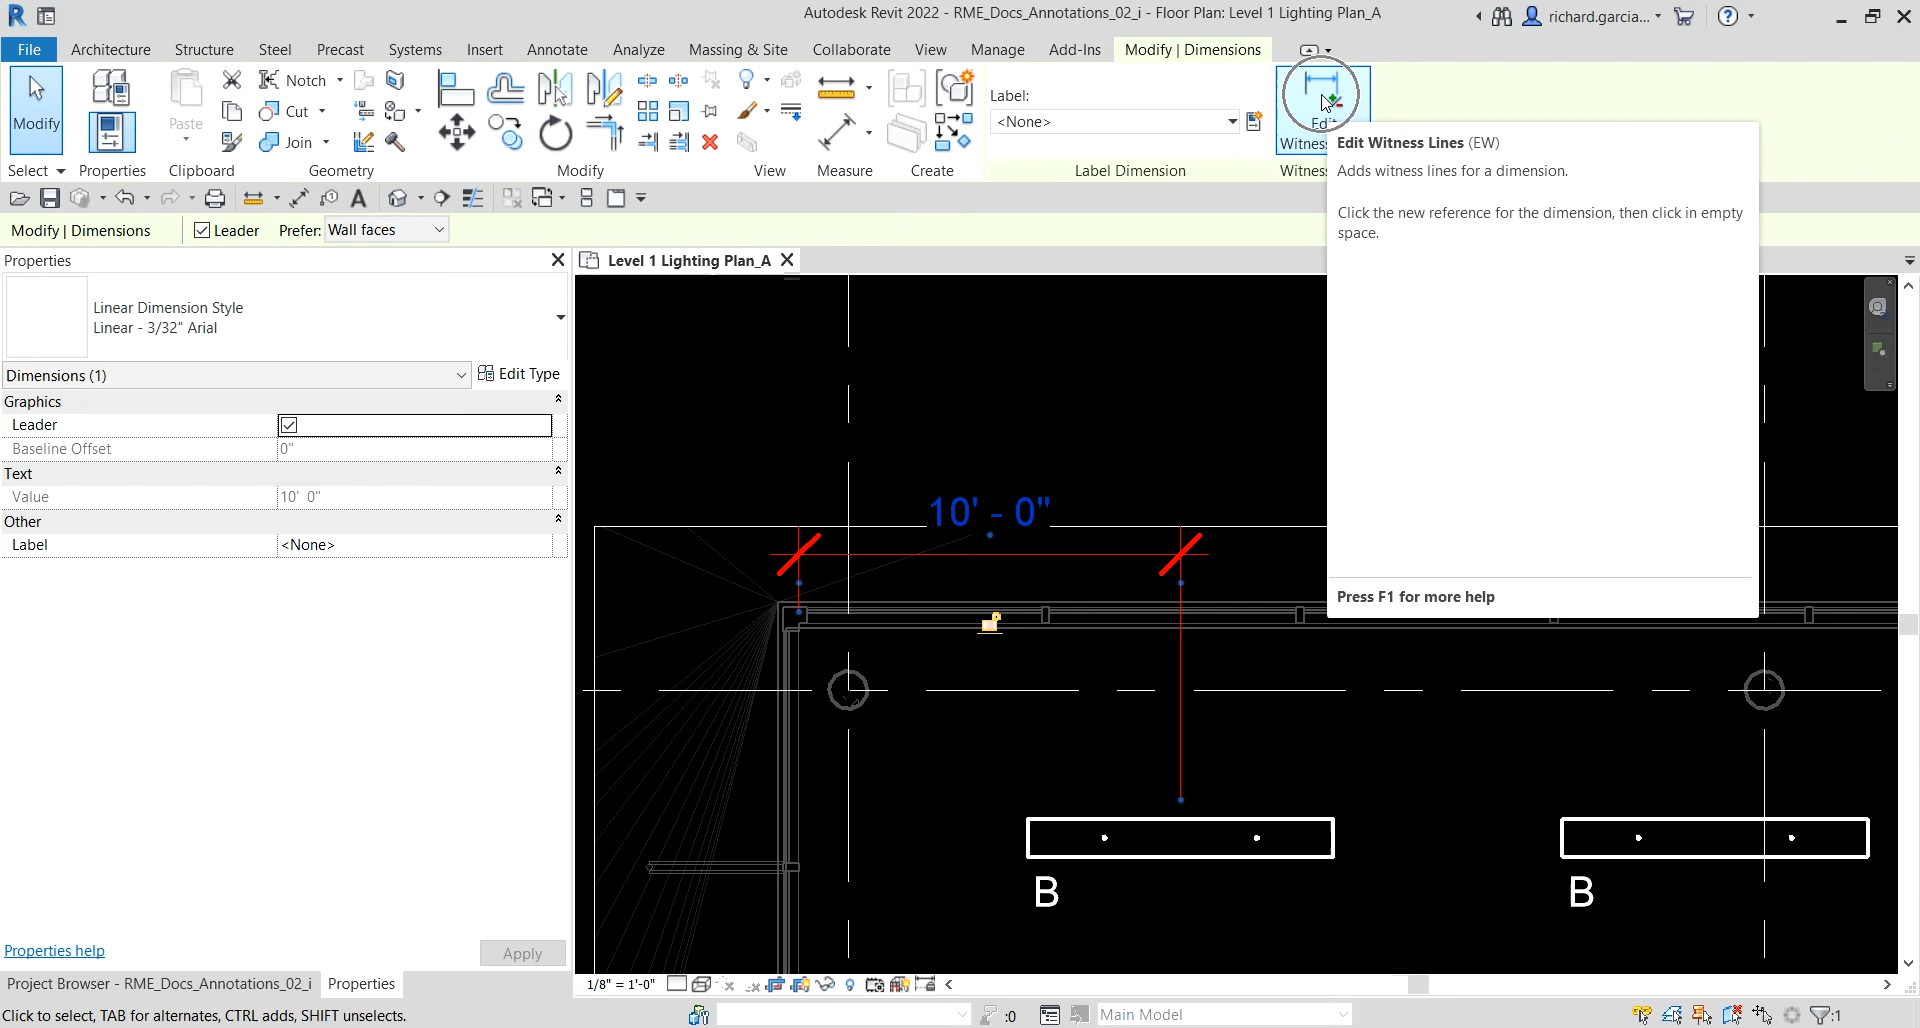 Autodesk Revit 2022 - RME_Docs_Annotations_02_i - Floor Plan: Level 1 Lighting Plan_A
richard.garcia...
File Architecture Structure Steel Precast Systems Insert Annotate Analyze Massing & Site Collaborate View Manage Add-Ins Modify | Dimensions
Notch
Cut
Join
Modify
Paste
Label:
<None>
Edit
Witness
Select Properties Clipboard Geometry Modify View Measure Create Label Dimension Witness
Edit Witness Lines (EW)
Adds witness lines for a dimension.
Click the new reference for the dimension, then click in empty
space.
Press F1 for more help
Modify | Dimensions Leader Prefer: Wall faces
Properties
Level 1 Lighting Plan_A
Linear Dimension Style
Linear - 3/32" Arial
Dimensions (1) Edit Type
Graphics
Leader
Baseline Offset 0"
Text
Value 10' 0"
Other
Label <None>
10' - 0"
B B
Properties help Apply
Project Browser - RME_Docs_Annotations_02_i Properties
1/8" = 1'-0"
Click to select, TAB for alternates, CTRL adds, SHIFT unselects.
:0
Main Model
:1